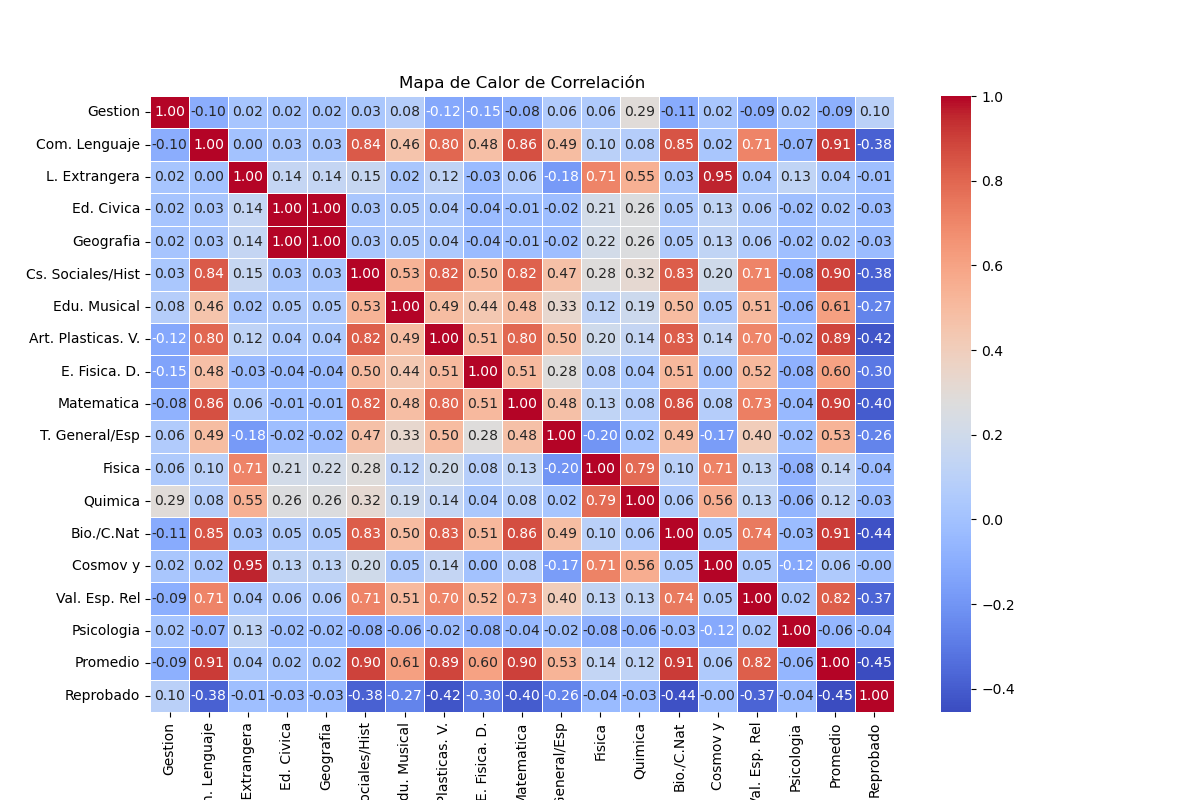 Mapa de Calor de Correlación
Gestion 1.00 -0.10 0.02 0.02 0.02 0.03 0.08 -0.12 -0.15 -0.08 0.06 0.06 0.29 -0.11 0.02 -0.09 0.02 -0.09 0.10
Com. Lenguaje -0.10 1.00 0.00 0.03 0.03 0.84 0.46 0.80 0.48 0.86 0.49 0.10 0.08 0.85 0.02 0.71 -0.07 0.91 -0.38
L. Extrangera 0.02 0.00 1.00 0.14 0.14 0.15 0.02 0.12 -0.03 0.06 -0.18 0.71 0.55 0.03 0.95 0.04 0.13 0.04 -0.01
Ed. Civica 0.02 0.03 0.14 1.00 1.00 0.03 0.05 0.04 -0.04 -0.01 -0.02 0.21 0.26 0.05 0.13 0.06 -0.02 0.02 -0.03
Geografia 0.02 0.03 0.14 1.00 1.00 0.03 0.05 0.04 -0.04 -0.01 -0.02 0.22 0.26 0.05 0.13 0.06 -0.02 0.02 -0.03
Cs. Sociales/Hist 0.03 0.84 0.15 0.03 0.03 1.00 0.53 0.82 0.50 0.82 0.47 0.28 0.32 0.83 0.20 0.71 -0.08 0.90 -0.38
Edu. Musical 0.08 0.46 0.02 0.05 0.05 0.53 1.00 0.49 0.44 0.48 0.33 0.12 0.19 0.50 0.05 0.51 -0.06 0.61 -0.27
Art. Plasticas. V. -0.12 0.80 0.12 0.04 0.04 0.82 0.49 1.00 0.51 0.80 0.50 0.20 0.14 0.83 0.14 0.70 -0.02 0.89 -0.42
E. Fisica. D. -0.15 0.48 -0.03 -0.04 -0.04 0.50 0.44 0.51 1.00 0.51 0.28 0.08 0.04 0.51 0.00 0.52 -0.08 0.60 -0.30
Matematica -0.08 0.86 0.06 -0.01 -0.01 0.82 0.48 0.80 0.51 1.00 0.48 0.13 0.08 0.86 0.08 0.73 -0.04 0.90 -0.40
T. General/Esp 0.06 0.49 -0.18 -0.02 -0.02 0.47 0.33 0.50 0.28 0.48 1.00 -0.20 0.02 0.49 -0.17 0.40 -0.02 0.53 -0.26
Fisica 0.06 0.10 0.71 0.21 0.22 0.28 0.12 0.20 0.08 0.13 -0.20 1.00 0.79 0.10 0.71 0.13 -0.08 0.14 -0.04
Quimica 0.29 0.08 0.55 0.26 0.26 0.32 0.19 0.14 0.04 0.08 0.02 0.79 1.00 0.06 0.56 0.13 -0.06 0.12 -0.03
Bio./C.Nat -0.11 0.85 0.03 0.05 0.05 0.83 0.50 0.83 0.51 0.86 0.49 0.10 0.06 1.00 0.05 0.74 -0.03 0.91 -0.44
Cosmov y 0.02 0.02 0.95 0.13 0.13 0.20 0.05 0.14 0.00 0.08 -0.17 0.71 0.56 0.05 1.00 0.05 -0.12 0.06 -0.00
Val. Esp. Rel -0.09 0.71 0.04 0.06 0.06 0.71 0.51 0.70 0.52 0.73 0.40 0.13 0.13 0.74 0.05 1.00 0.02 0.82 -0.37
Psicologia 0.02 -0.07 0.13 -0.02 -0.02 -0.08 -0.06 -0.02 -0.08 -0.04 -0.02 -0.08 -0.06 -0.03 -0.12 0.02 1.00 -0.06 -0.04
Promedio -0.09 0.91 0.04 0.02 0.02 0.90 0.61 0.89 0.60 0.90 0.53 0.14 0.12 0.91 0.06 0.82 -0.06 1.00 -0.45
Reprobado 0.10 -0.38 -0.01 -0.03 -0.03 -0.38 -0.27 -0.42 -0.30 -0.40 -0.26 -0.04 -0.03 -0.44 -0.00 -0.37 -0.04 -0.45 1.00
Gestion
n. Lenguaje
Extrangera
Ed. Civica
Geografia
ociales/Hist
du. Musical
Plasticas. V.
E. Fisica. D.
Matematica
General/Esp
Fisica
Quimica
Bio./C.Nat
Cosmov y
al. Esp. Rel
Psicologia
Promedio
Reprobado
1.0
0.8
0.6
0.4
0.2
0.0
−0.2
−0.4